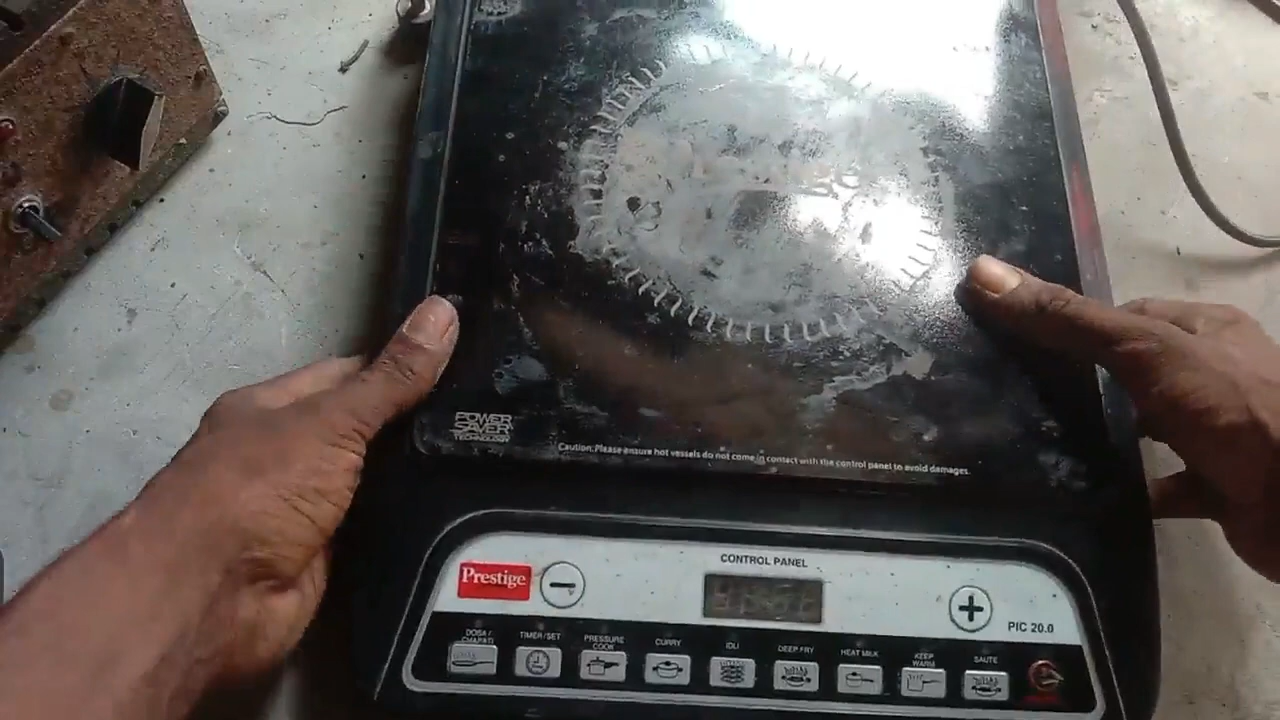 POWER
SAVER
TECHNOLOGY
Caution: Please ensure hot vessels do not come in contact with the control panel to avoid damages.
Prestige
CONTROL PANEL
PIC 20.0
DOSA /
CHAPATI
TIMER/SET
PRESSURE
COOK
CURRY
IDLI
DEEP FRY
HEAT MILK
KEEP
WARM
SAUTE